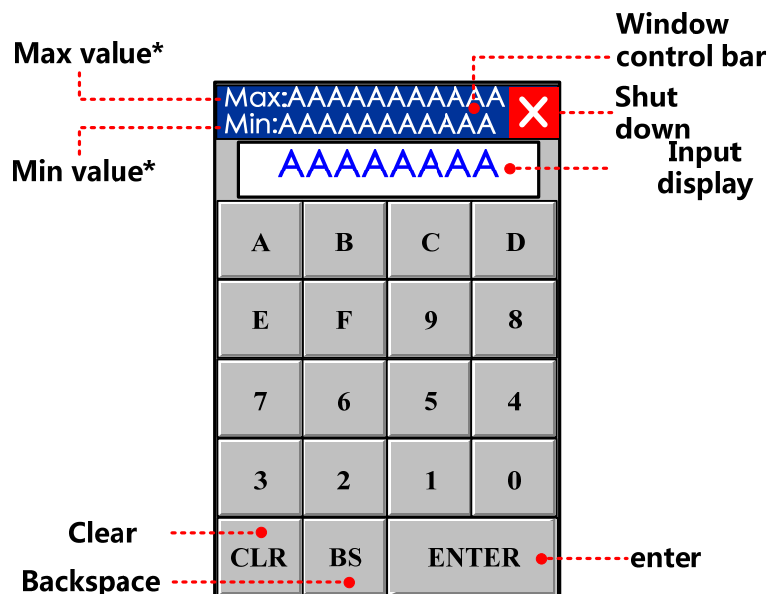 Window
control bar
Max value*
Max:AAAAAAAAAAA
Min:AAAAAAAAAAA
Shut
down
Min value*
AAAAAAAA
Input
display
A B C D
E F 9 8
7 6 5 4
3 2 1 0
Clear
CLR BS ENTER
enter
Backspace